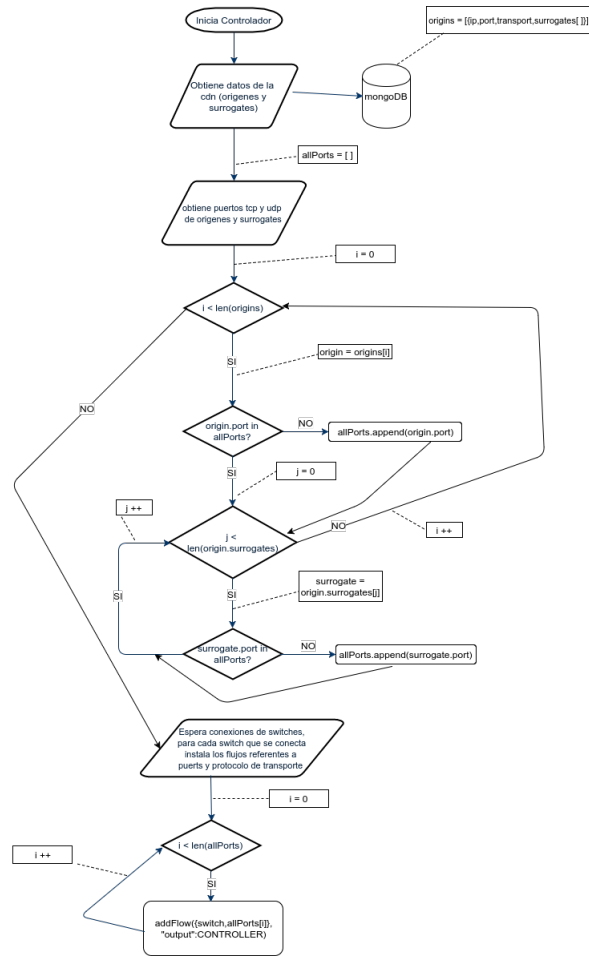 Inicia Controlador
origins = [{ip,port,transport,surrogates[ ]}]
Obtiene datos de la
cdn (origenes y
surrogates)
mongoDB
allPorts = [ ]
obtiene puertos tcp y udp
de origenes y surrogates
i = 0
i < len(origins)
SI
origin = origins[i]
NO
origin.port in
allPorts?
NO
allPorts.append(origin.port)
SI
j = 0
j ++
j <
len(origin.surrogates)
NO
i ++
SI
surrogate =
origin.surrogates[j]
SI
surrogate.port in
allPorts?
NO
allPorts.append(surrogate.port)
Espera conexiones de switches,
para cada switch que se conecta
instala los flujos referentes a
puerts y protocolo de transporte
i = 0
i < len(allPorts)
i ++
SI
addFlow({switch,allPorts[i]},
"output":CONTROLLER)